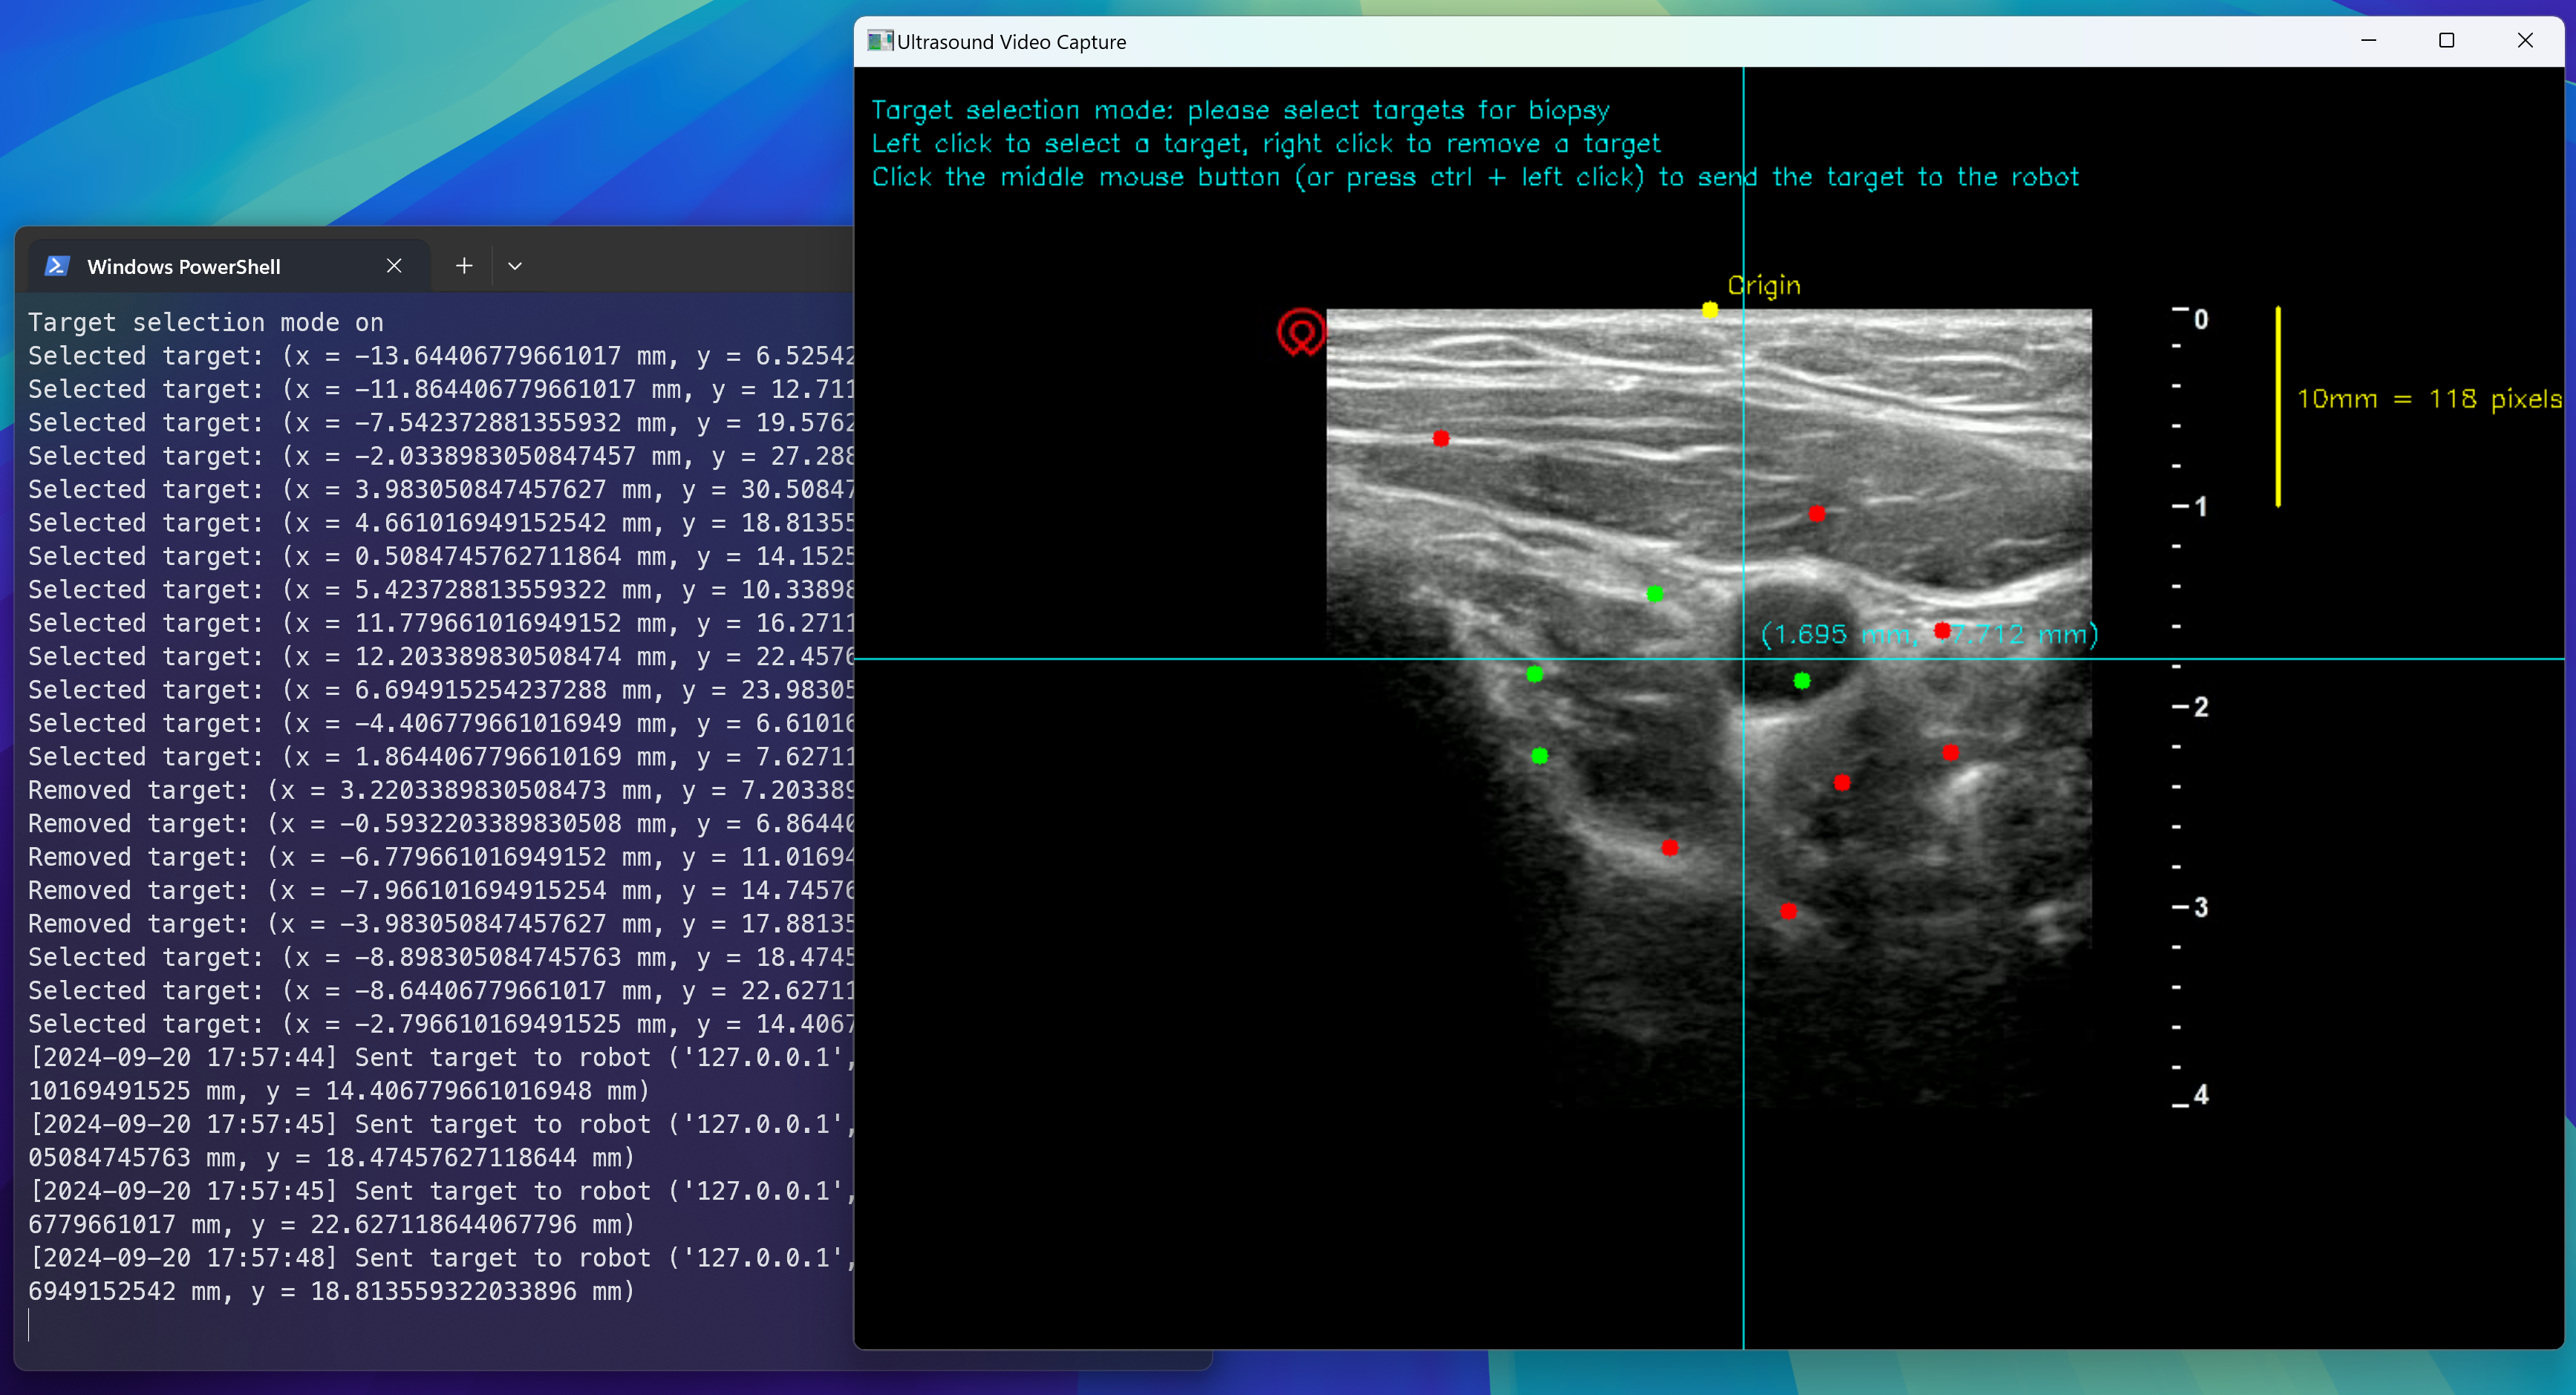 Ultrasound Video Capture
Target selection mode: please select targets for biopsy
Left click to select a target, right click to remove a target
Click the middle mouse button (or press ctrl + left click) to send the target to the robot
Origin
0
10mm = 118 pixels
1
(1.695 mm, 7.712 mm)
2
3
4
Windows PowerShell
Target selection mode on
Selected target: (x = -13.64406779661017 mm, y = 6.52542
Selected target: (x = -11.864406779661017 mm, y = 12.711
Selected target: (x = -7.542372881355932 mm, y = 19.5762
Selected target: (x = -2.0338983050847457 mm, y = 27.288
Selected target: (x = 3.983050847457627 mm, y = 30.50847
Selected target: (x = 4.661016949152542 mm, y = 18.81355
Selected target: (x = 0.5084745762711864 mm, y = 14.1525
Selected target: (x = 5.423728813559322 mm, y = 10.33898
Selected target: (x = 11.779661016949152 mm, y = 16.2711
Selected target: (x = 12.203389830508474 mm, y = 22.4576
Selected target: (x = 6.694915254237288 mm, y = 23.98305
Selected target: (x = -4.406779661016949 mm, y = 6.61016
Selected target: (x = 1.8644067796610169 mm, y = 7.62711
Removed target: (x = 3.2203389830508473 mm, y = 7.203389
Removed target: (x = -0.5932203389830508 mm, y = 6.86440
Removed target: (x = -6.779661016949152 mm, y = 11.01694
Removed target: (x = -7.966101694915254 mm, y = 14.74576
Removed target: (x = -3.983050847457627 mm, y = 17.88135
Selected target: (x = -8.898305084745763 mm, y = 18.4745
Selected target: (x = -8.64406779661017 mm, y = 22.62711
Selected target: (x = -2.796610169491525 mm, y = 14.4067
[2024-09-20 17:57:44] Sent target to robot ('127.0.0.1',
10169491525 mm, y = 14.406779661016948 mm)
[2024-09-20 17:57:45] Sent target to robot ('127.0.0.1',
05084745763 mm, y = 18.47457627118644 mm)
[2024-09-20 17:57:45] Sent target to robot ('127.0.0.1',
6779661017 mm, y = 22.627118644067796 mm)
[2024-09-20 17:57:48] Sent target to robot ('127.0.0.1',
6949152542 mm, y = 18.813559322033896 mm)